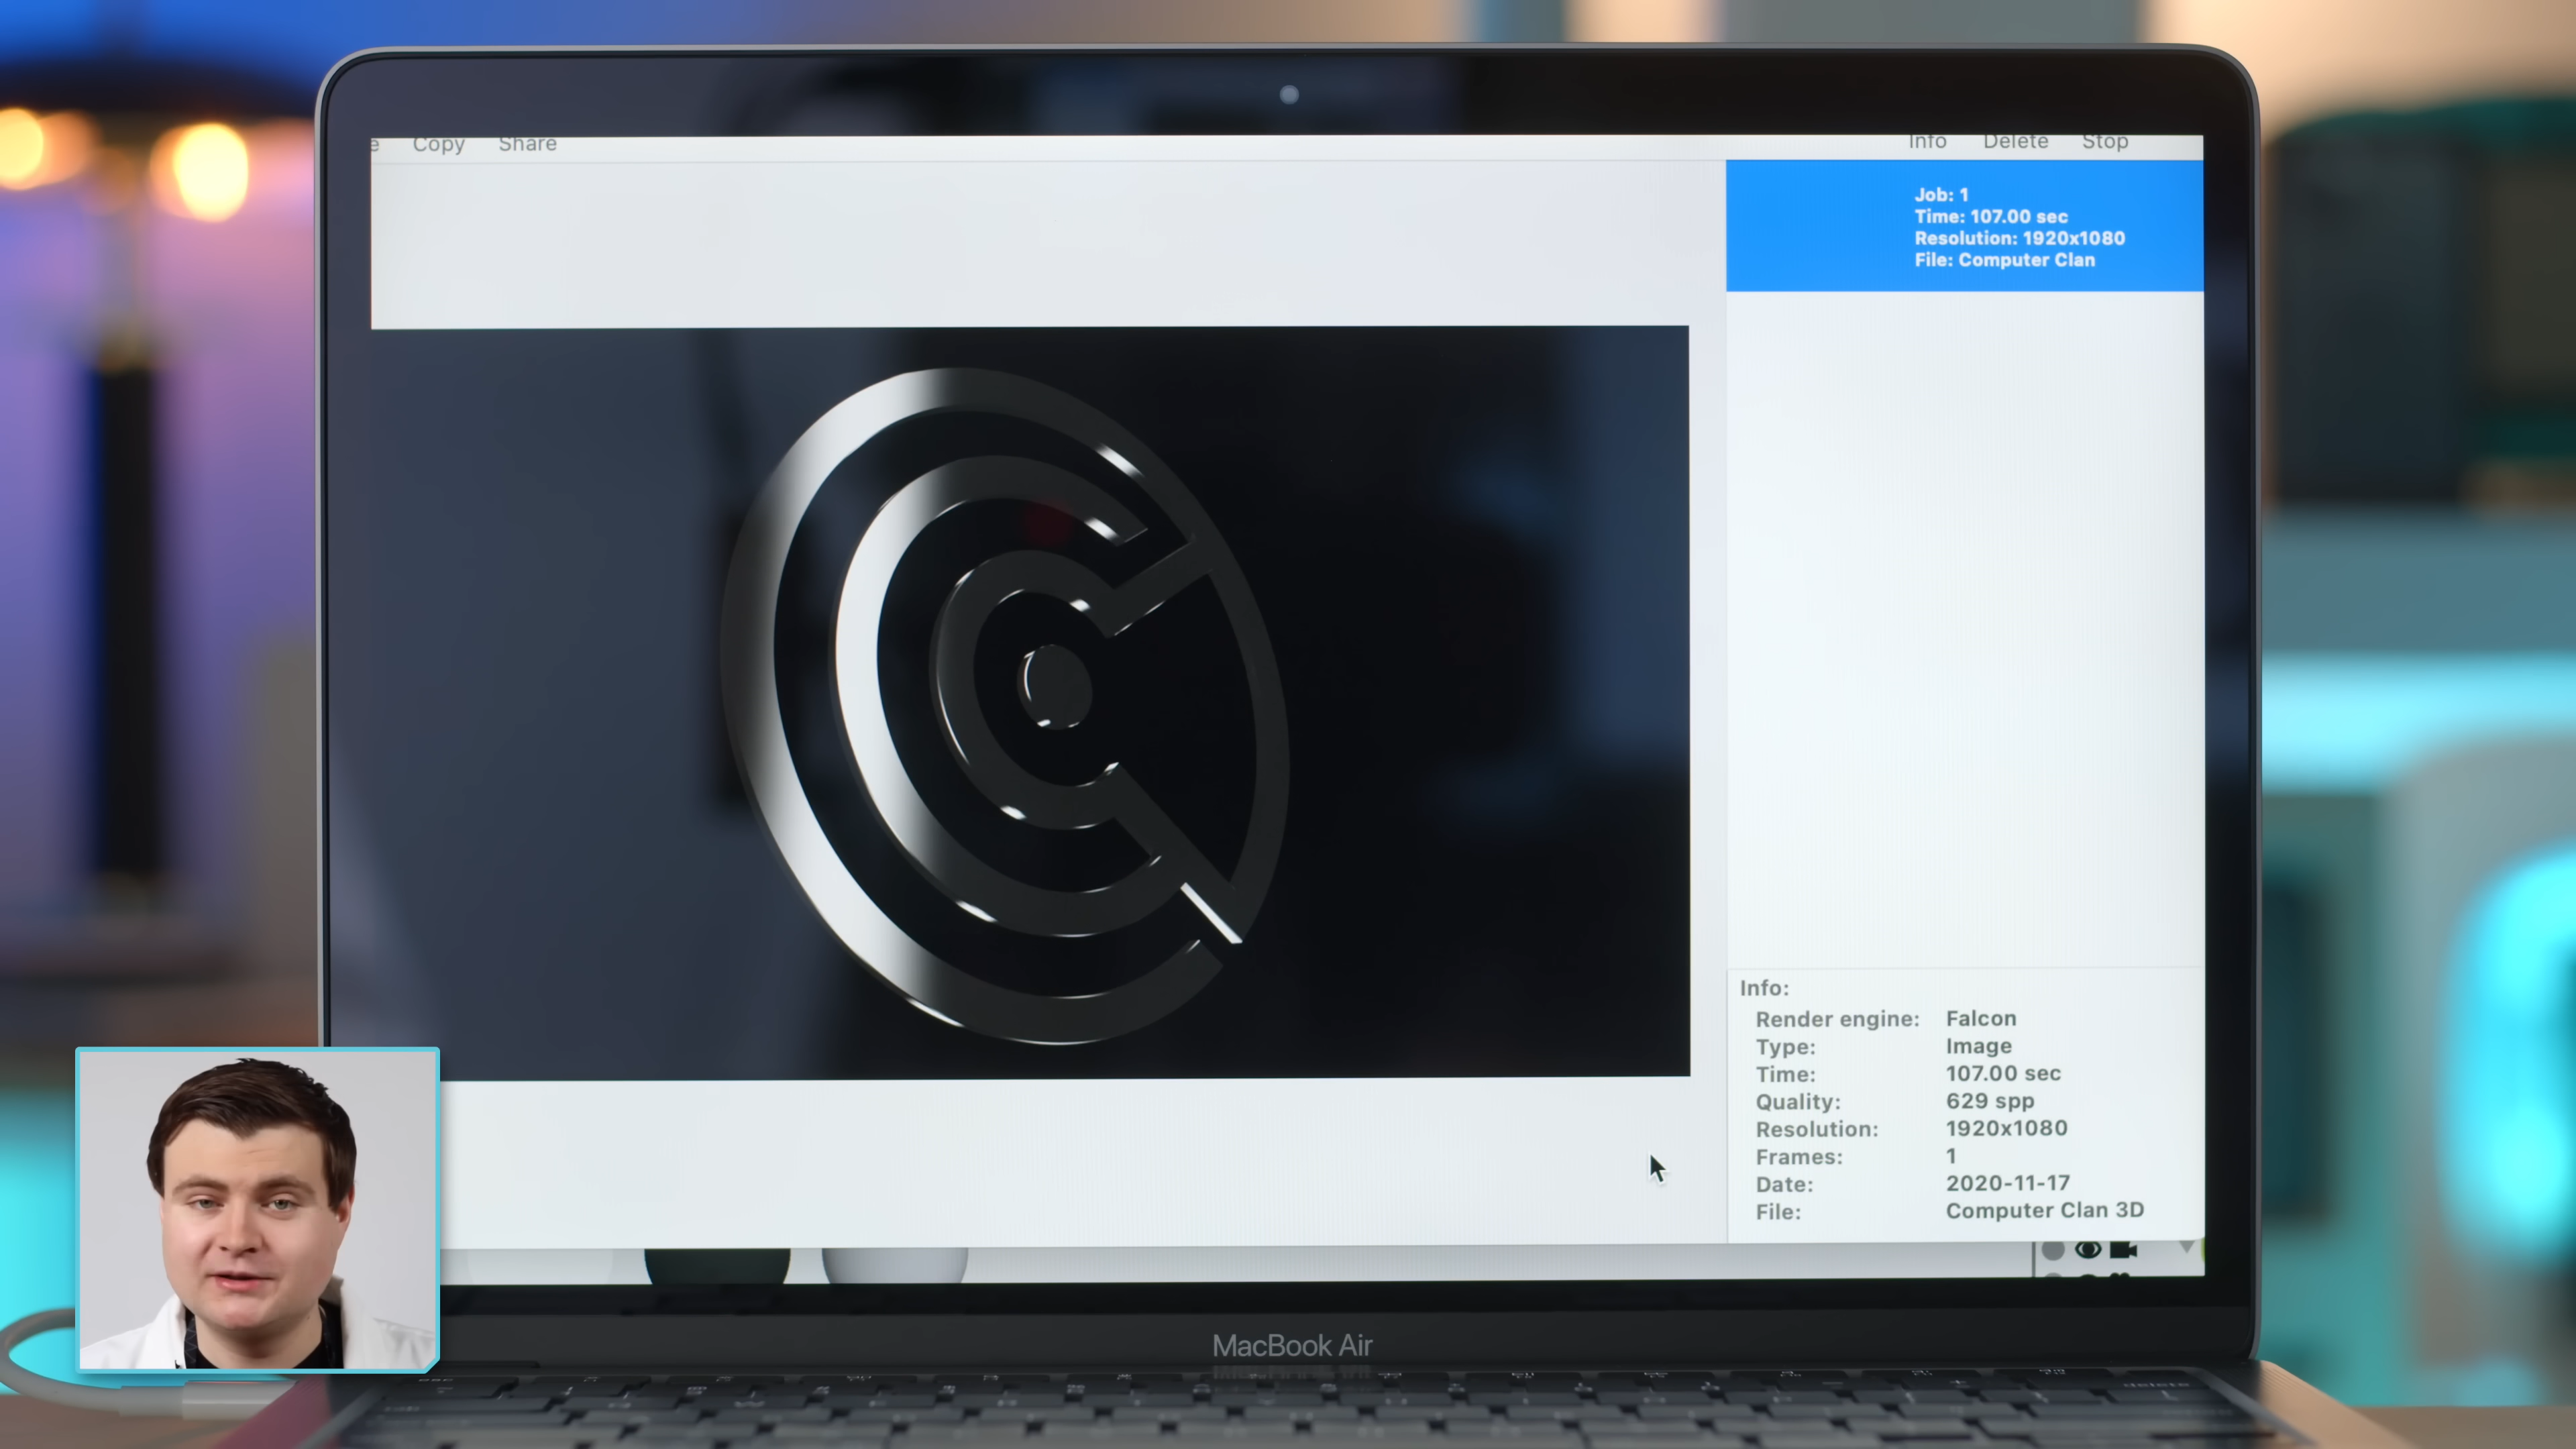 Copy Share
Info Delete Stop
Job: 1
Time: 107.00 sec
Resolution: 1920x1080
File: Computer Clan
Info:
Render engine: Falcon
Type: Image
Time: 107.00 sec
Quality: 629 spp
Resolution: 1920x1080
Frames: 1
Date: 2020-11-17
File: Computer Clan 3D
MacBook Air
delete